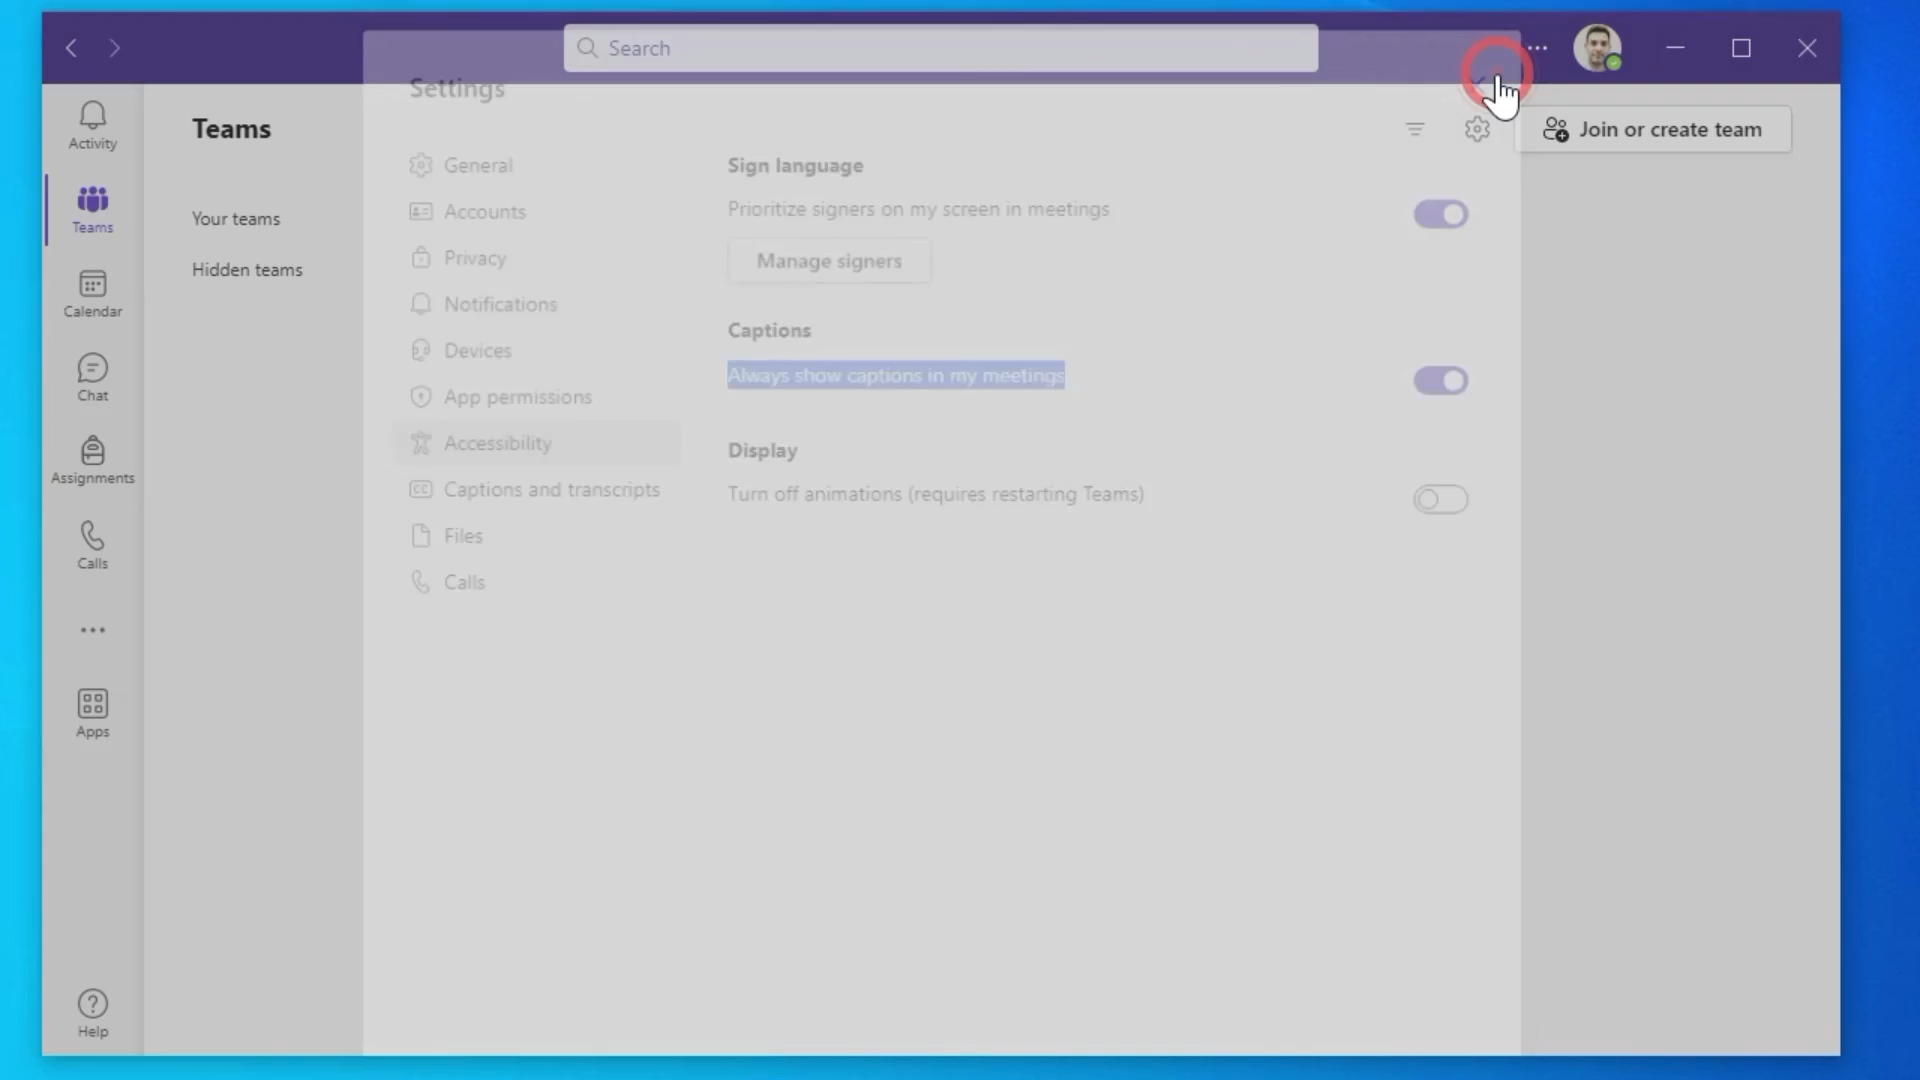 Search
Settings
Activity
Teams
Calendar
Chat
Assignments
Calls
Apps
Help
Teams
Your teams
Hidden teams
Join or create team
General
Accounts
Privacy
Notifications
Devices
App permissions
Accessibility
CC Captions and transcripts
Files
Calls
Sign language
Prioritize signers on my screen in meetings
Manage signers
Captions
Always show captions in my meetings
Display
Turn off animations (requires restarting Teams)